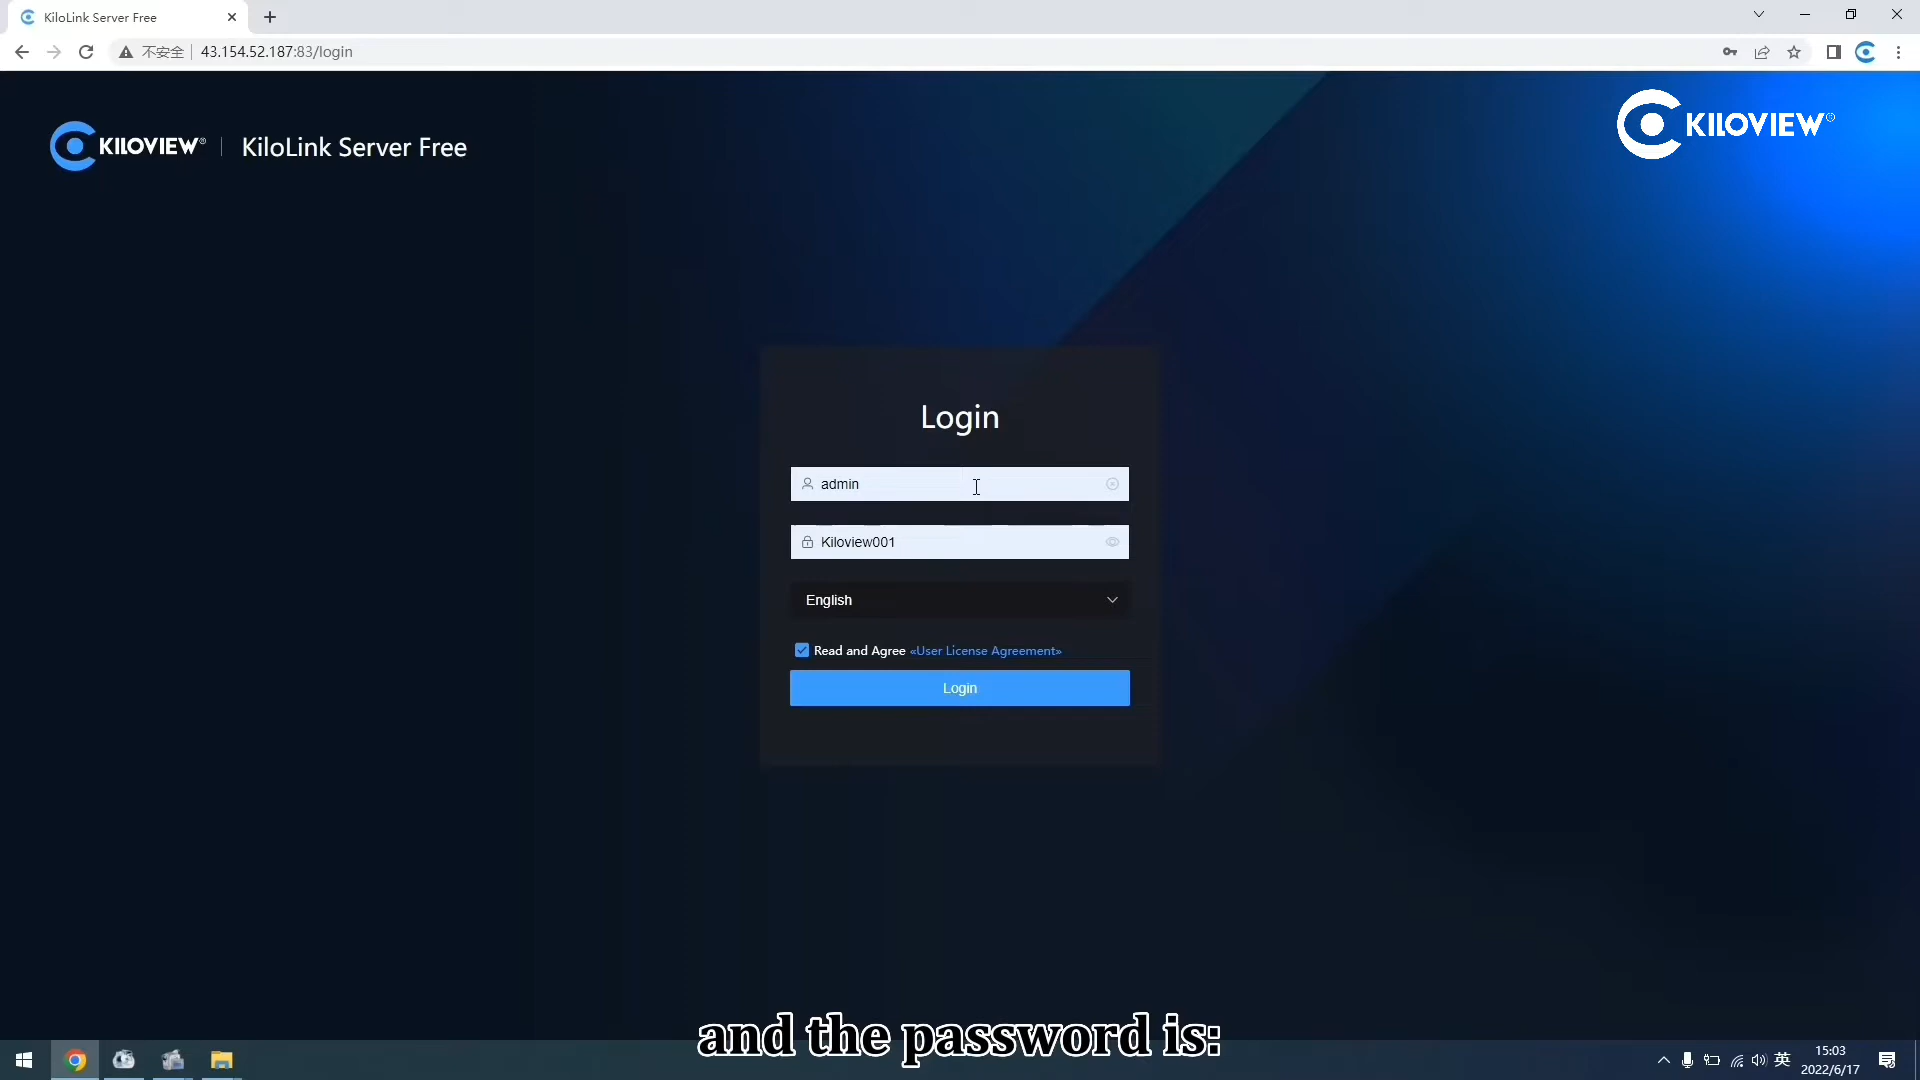 KiloLink Server Free
不安全
43.154.52.187:83/login
KILOVIEW®
KiloLink Server Free
KILOVIEW®
Login
admin
Kiloview001
English
Read and Agree «User License Agreement»
Login
and the password is:
英
15:03
2022/6/17